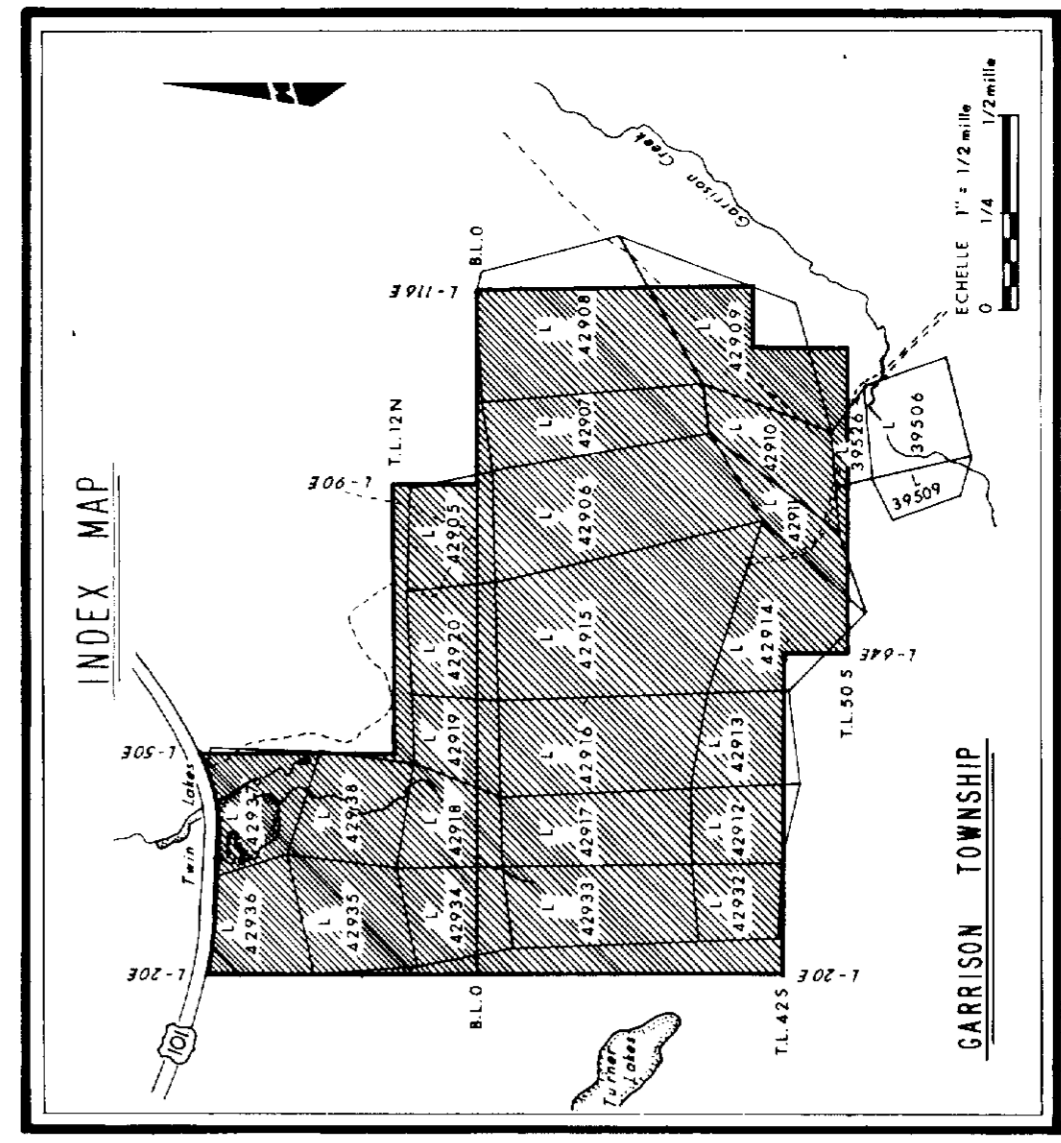 INDEX MAP
101
Twin Lakes
L-20E
L-50E
L-90E
L-116E
T.L.12N
B.L.O
B.L.O
L
42936
L
4293
L
42935
L
42938
L
42934
L
42918
L
42919
L
42920
L
42905
L
42933
L
42917
L
42916
L
42915
L
42906
L
42907
L
42908
L
42932
L
42912
L
42913
L
42914
L
42911
L
42910
L
42909
L
39526
L
39506
L
39509
Garrison Creek
Turner
Lakes
T.L.42S
L-20E
T.L.50S
L-64E
GARRISON TOWNSHIP
ECHELLE 1" = 1/2 mille
0 1/4 1/2 mille